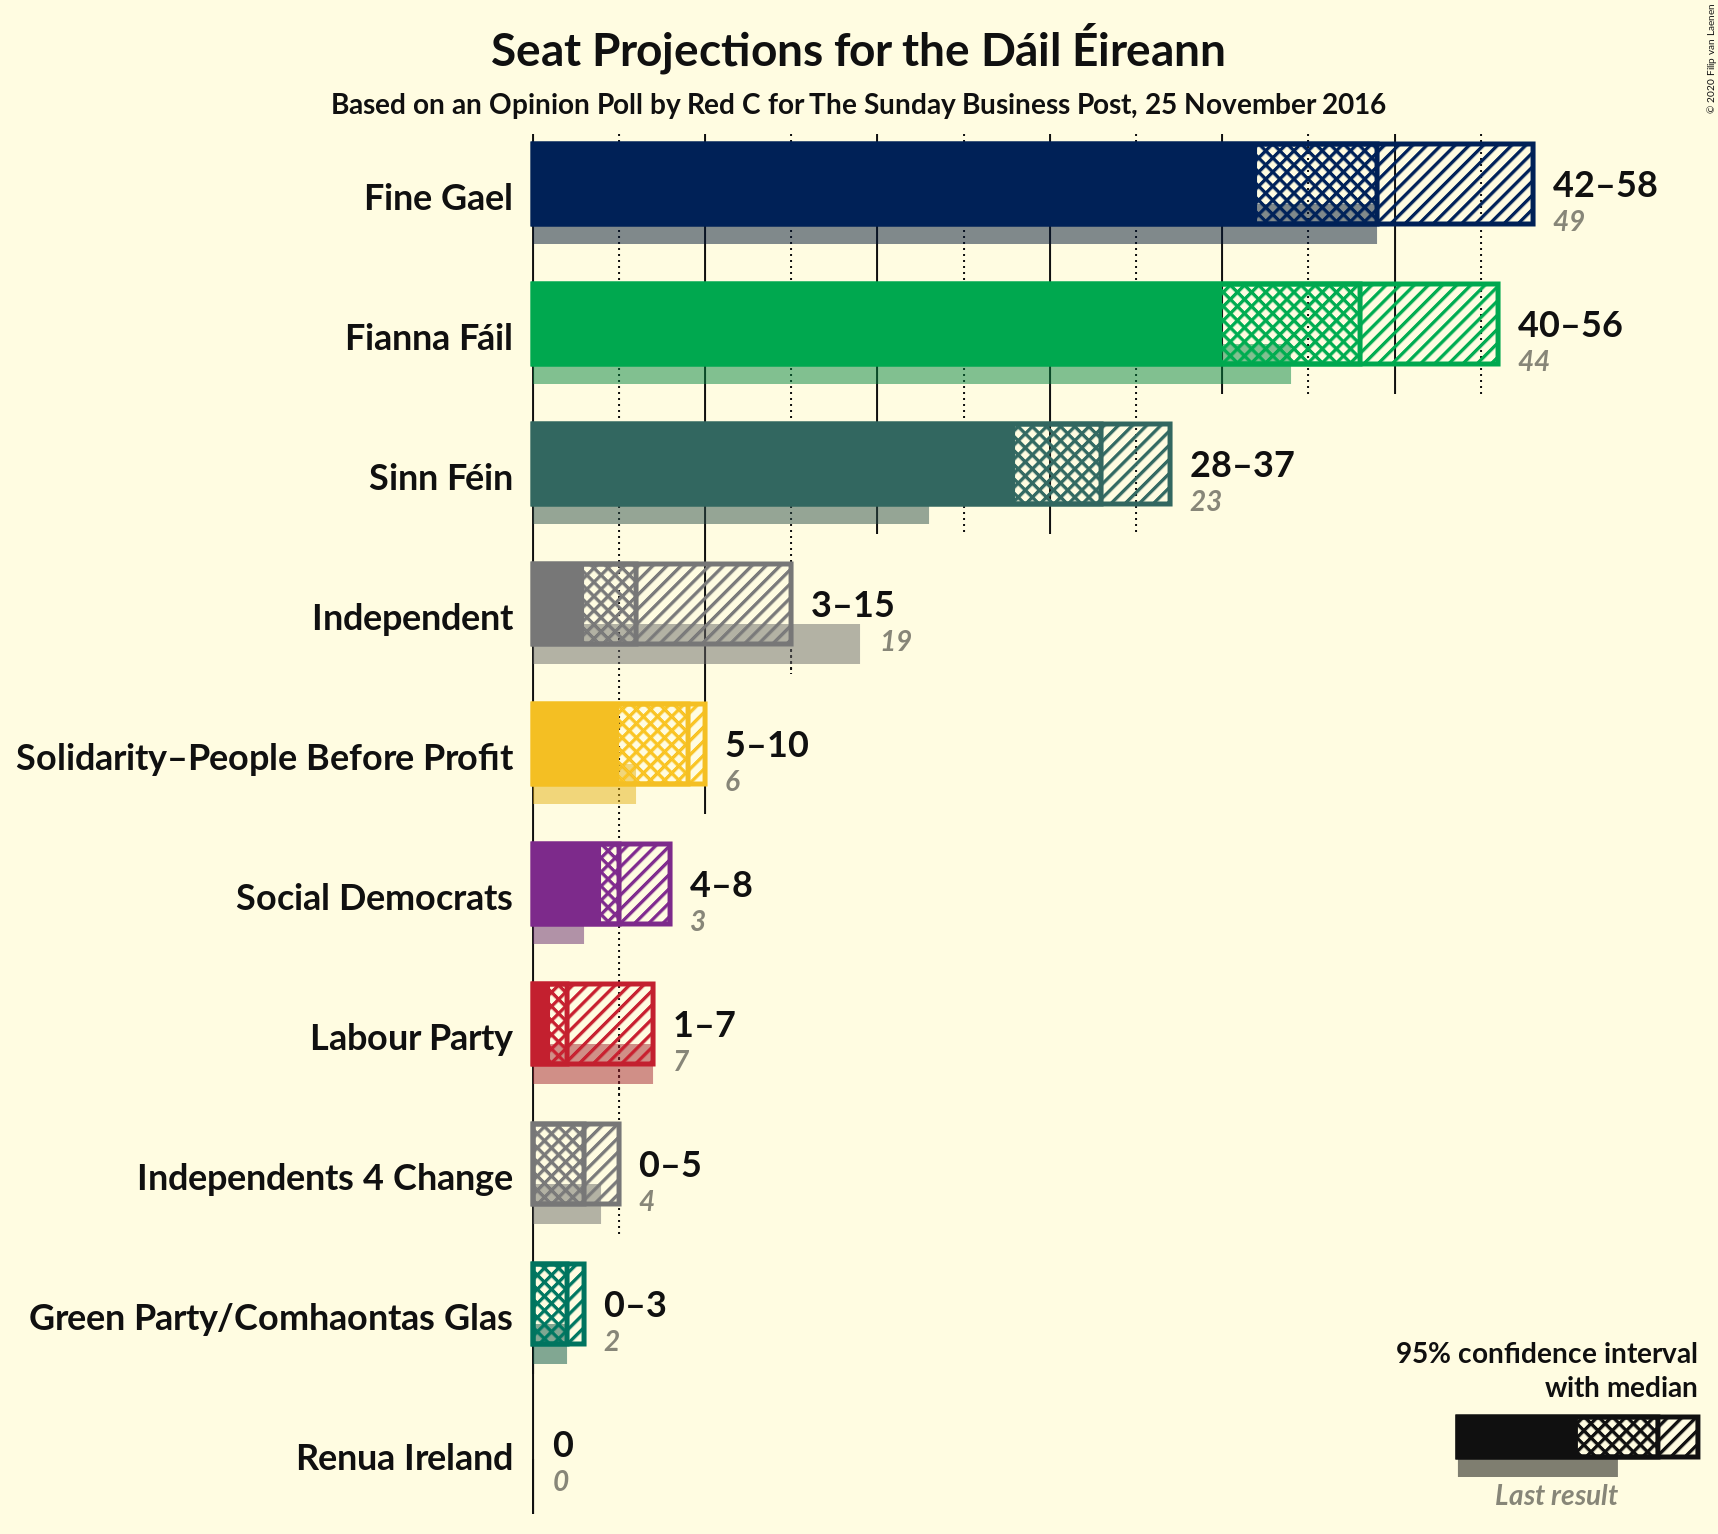 Seat Projections for the Dáil Éireann
Based on an Opinion Poll by Red C for The Sunday Business Post, 25 November 2016
© 2020 Filip van Laenen
Fine Gael
42–58
49
Fianna Fáil
40–56
44
Sinn Féin
28–37
23
Independent
3–15
19
Solidarity–People Before Profit
5–10
6
Social Democrats
4–8
3
Labour Party
1–7
7
Independents 4 Change
0–5
4
Green Party/Comhaontas Glas
0–3
2
Renua Ireland
0
0
95% confidence interval
with median
Last result